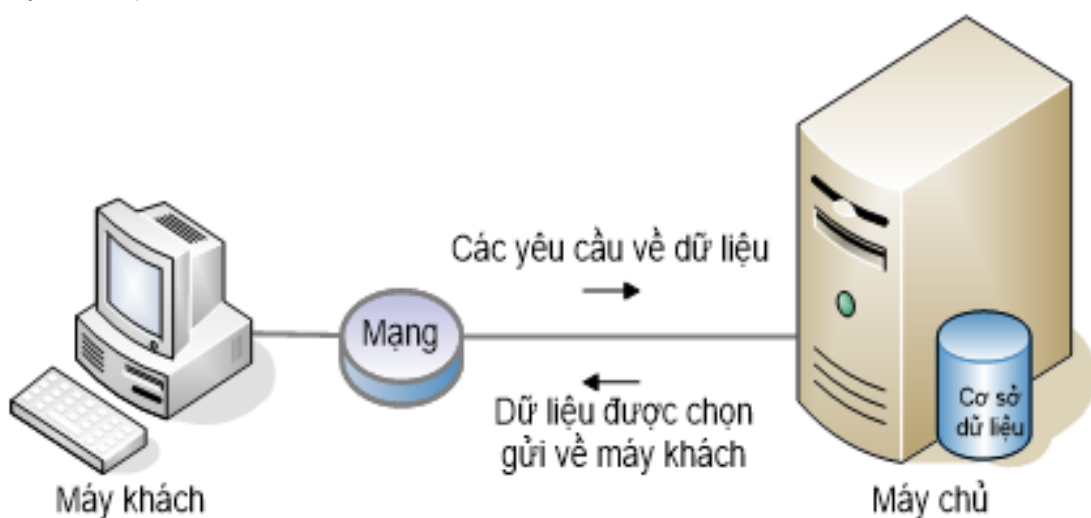 Các yêu cầu về dữ liệu
Mạng
Dữ liệu được chọn
gửi về máy khách
Cơ sở
dữ liệu
Máy khách
Máy chủ